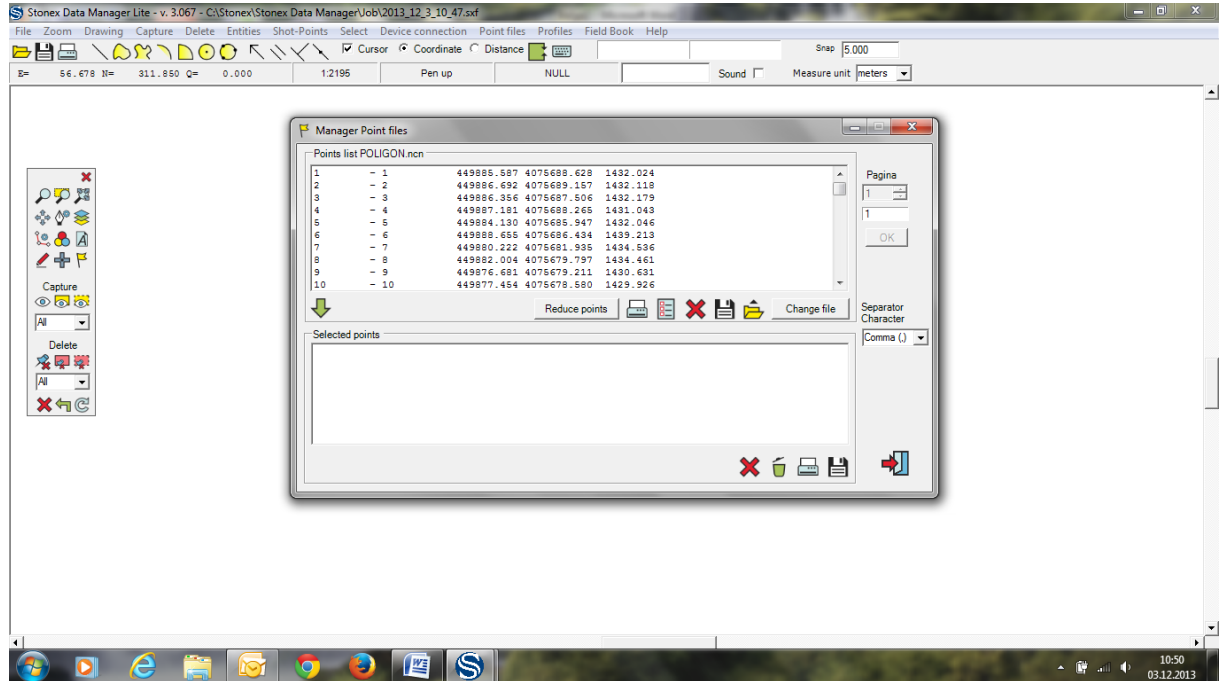 Stonex Data Manager Lite - v. 3.067 - C:\Stonex\Stonex Data Manager\Job\2013_12_3_10_47.sxf
File Zoom Drawing Capture Delete Entities Shot-Points Select Device connection Point files Profiles Field Book Help
Cursor Coordinate Distance Snap 5.000
E= 56.678 N= 311.850 Q= 0.000 1:2195 Pen up NULL Sound Measure unit meters
Manager Point files
Points list POLIGON.ncn
1 - 1 449885.587 4075688.628 1432.024
2 - 2 449886.692 4075689.157 1432.118
3 - 3 449886.356 4075687.506 1432.179
4 - 4 449887.181 4075688.265 1431.043
5 - 5 449884.130 4075685.947 1432.046
6 - 6 449888.655 4075686.434 1439.213
7 - 7 449880.222 4075681.935 1434.536
8 - 8 449882.004 4075679.797 1434.461
9 - 9 449876.681 4075679.211 1430.631
10 - 10 449877.454 4075678.580 1429.926
Pagina
1
1
OK
Reduce points
Change file
Separator
Character
Comma (,)
Selected points
A
Capture
All
Delete
All
10:50
03.12.2013